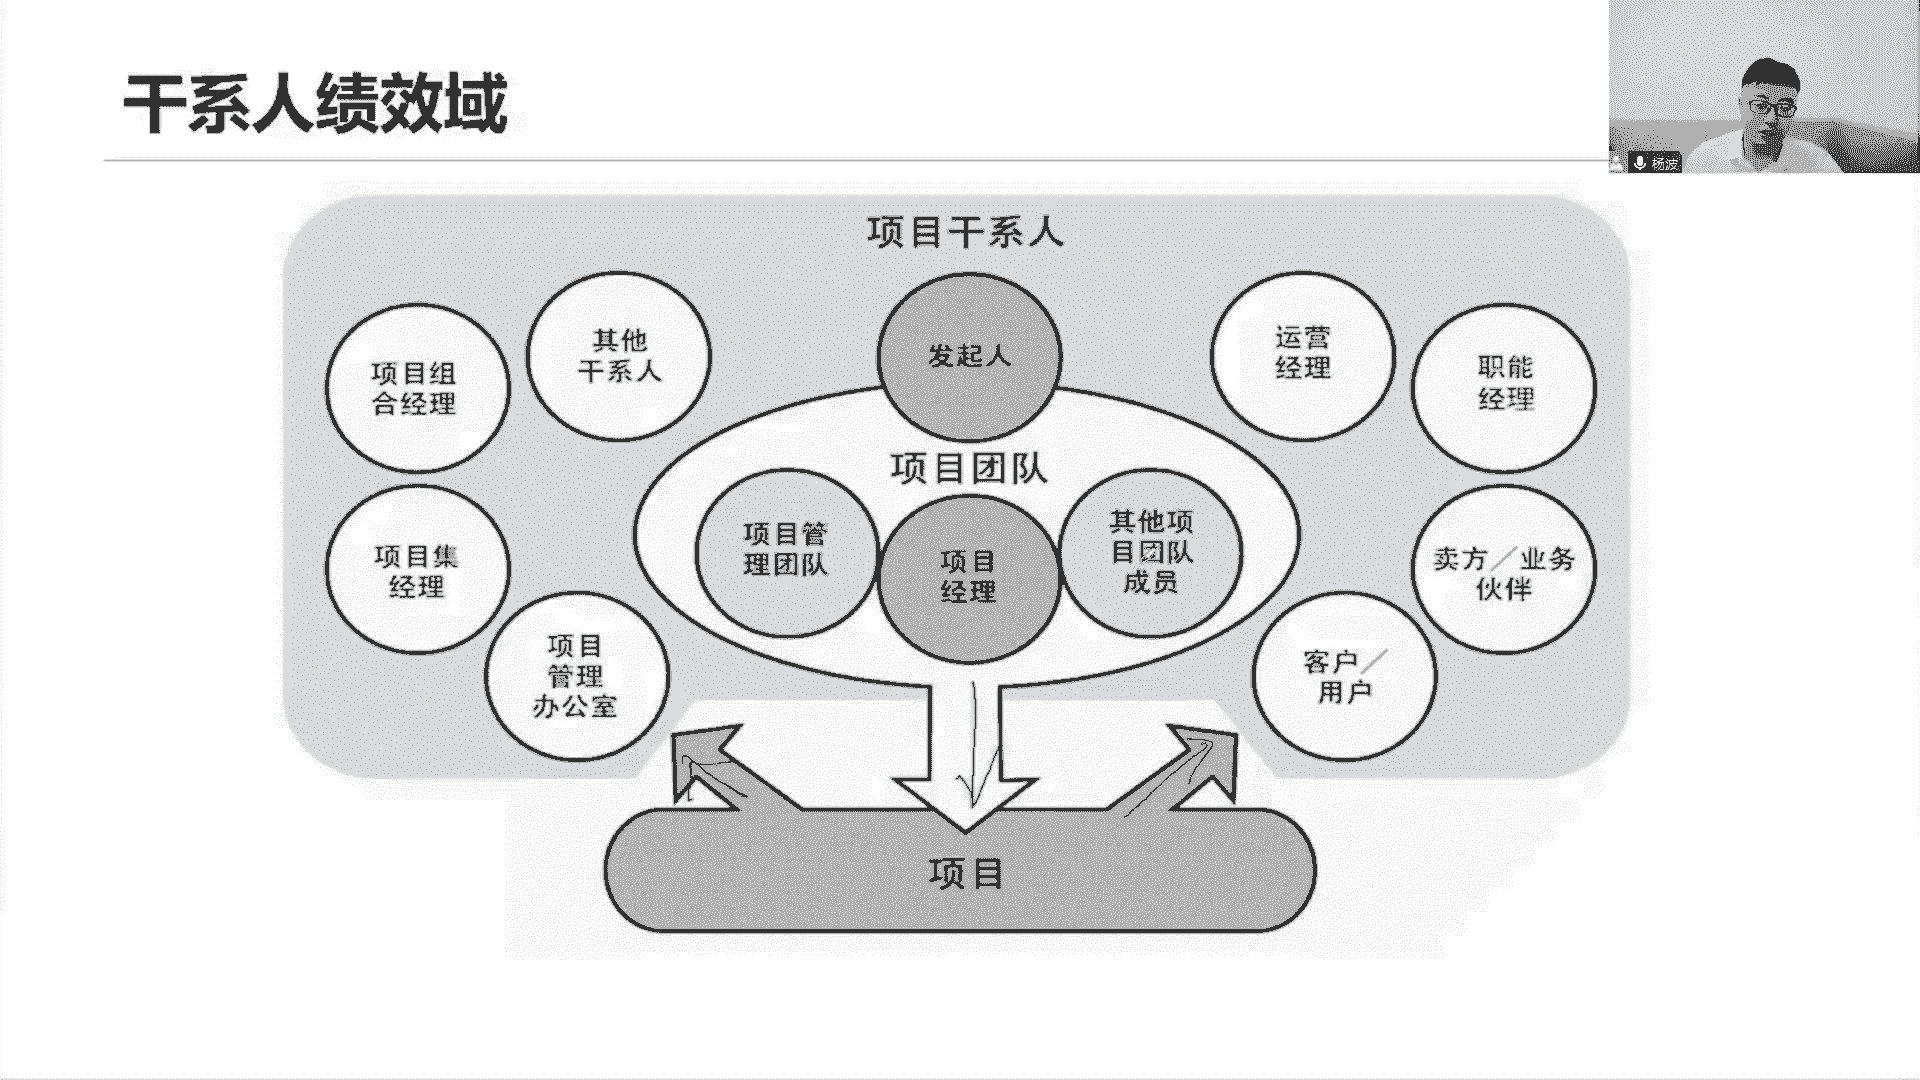 干系人绩效域
杨波
项目干系人
项目组
合经理
其他
干系人
发起人
运营
经理
职能
经理
项目团队
项目管
理团队
项目
经理
其他项
目团队
成员
项目集
经理
卖方／业务
伙伴
项目
管理
办公室
客户／
用户
项目